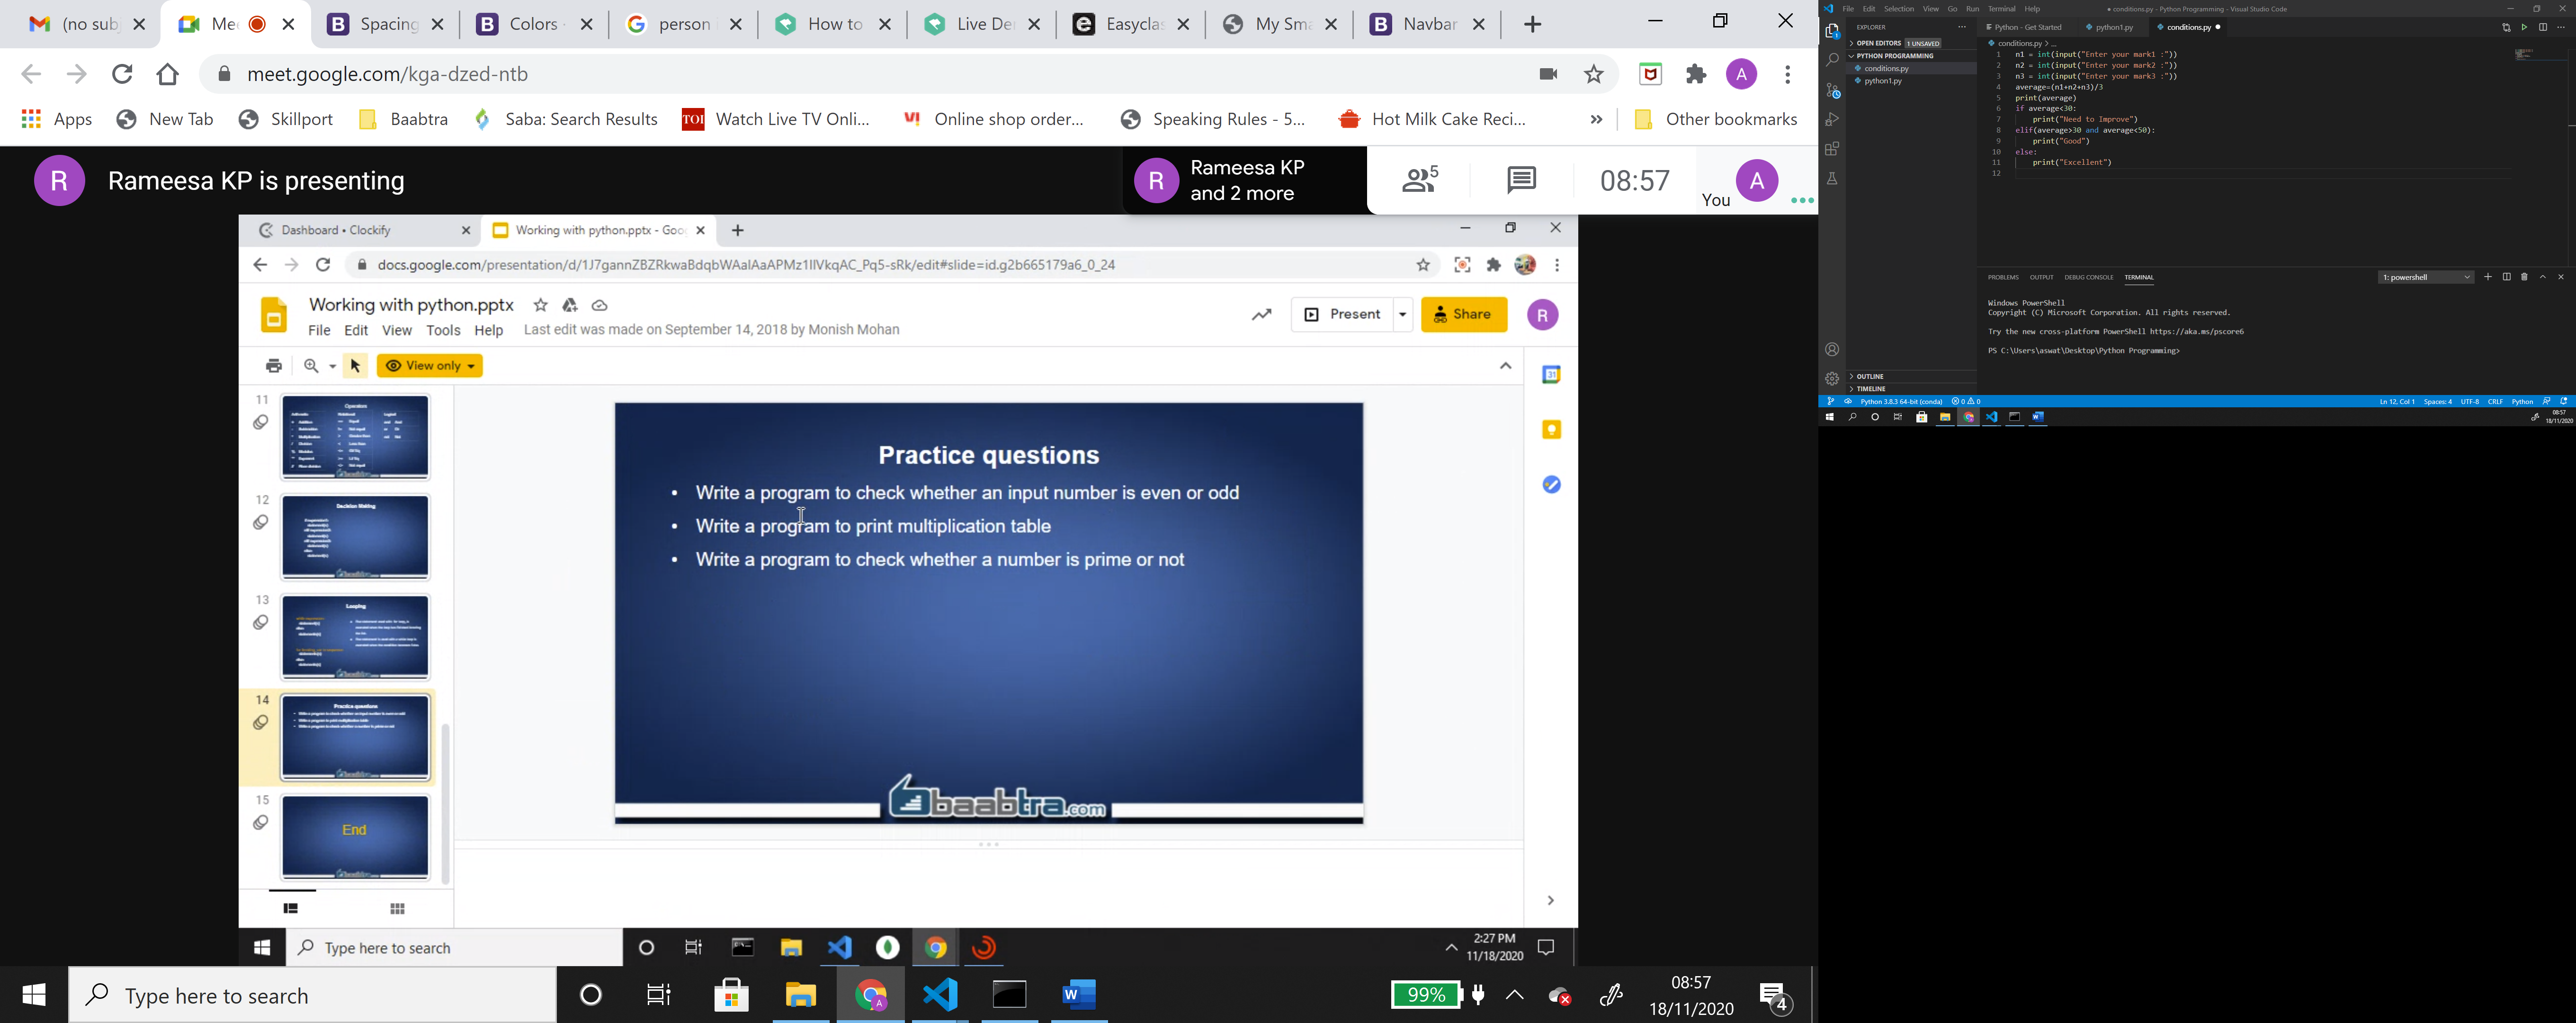 (no sub
Mee
Spacing
Colors -
person
How to
Live De
Easyclas
My Sma
Navbar
meet.google.com/kga-dzed-ntb
A
Apps
New Tab
Skillport
Baabtra
Saba: Search Results
TOI
Watch Live TV Onli...
Online shop order...
Speaking Rules - 5...
Hot Milk Cake Reci...
»
Other bookmarks
R
Rameesa KP is presenting
R
Rameesa KP
and 2 more
5
08:57
You
A
Dashboard • Clockify
Working with python.pptx - Goo
docs.google.com/presentation/d/1J7gannZBZRkwaBdqbWAalAaAPMz1IlVkqAC_Pq5-sRk/edit#slide=id.g2b665179a6_0_24
Working with python.pptx
File Edit View Tools Help Last edit was made on September 14, 2018 by Monish Mohan
Present
Share
R
View only
11
Operators
12
Decision Making
13
Looping
14
Practice questions
15
End
Practice questions
• Write a program to check whether an input number is even or odd
• Write a program to print multiplication table
• Write a program to check whether a number is prime or not
baabtra.com
31
Type here to search
2:27 PM
11/18/2020
Type here to search
99%
08:57
18/11/2020
4
File Edit Selection View Go Run Terminal Help
● conditions.py - Python Programming - Visual Studio Code
EXPLORER
OPEN EDITORS 1 UNSAVED
PYTHON PROGRAMMING
conditions.py
python1.py
OUTLINE
TIMELINE
Python - Get Started
python1.py
conditions.py ●
conditions.py > ...
1 n1 = int(input("Enter your mark1 :"))
2 n2 = int(input("Enter your mark2 :"))
3 n3 = int(input("Enter your mark3 :"))
4 average=(n1+n2+n3)/3
5 print(average)
6 if average<30:
7 print("Need to Improve")
8 elif(average>30 and average<50):
9 print("Good")
10 else:
11 print("Excellent")
12
PROBLEMS OUTPUT DEBUG CONSOLE TERMINAL
1: powershell
Windows PowerShell
Copyright (C) Microsoft Corporation. All rights reserved.
Try the new cross-platform PowerShell https://aka.ms/pscore6
PS C:\Users\aswat\Desktop\Python Programming>
Python 3.8.3 64-bit (conda) 0 0
Ln 12, Col 1 Spaces: 4 UTF-8 CRLF Python
08:57
18/11/2020